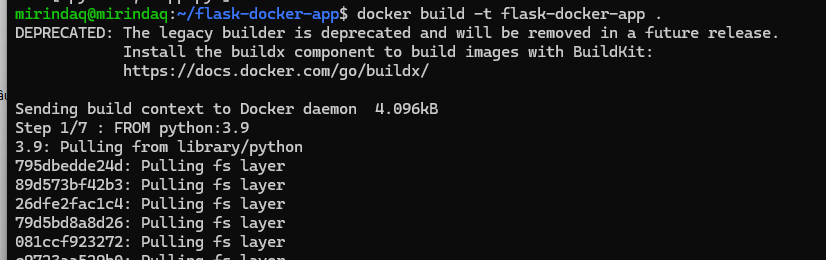 mirindaq@mirindaq:~/flask-docker-app$ docker build -t flask-docker-app .
DEPRECATED: The legacy builder is deprecated and will be removed in a future release.
            Install the buildx component to build images with BuildKit:
            https://docs.docker.com/go/buildx/

Sending build context to Docker daemon  4.096kB
Step 1/7 : FROM python:3.9
3.9: Pulling from library/python
795dbedde24d: Pulling fs layer
89d573bf42b3: Pulling fs layer
26dfe2fac1c4: Pulling fs layer
79d5bd8a8d26: Pulling fs layer
081ccf923272: Pulling fs layer
Pulling fs layer